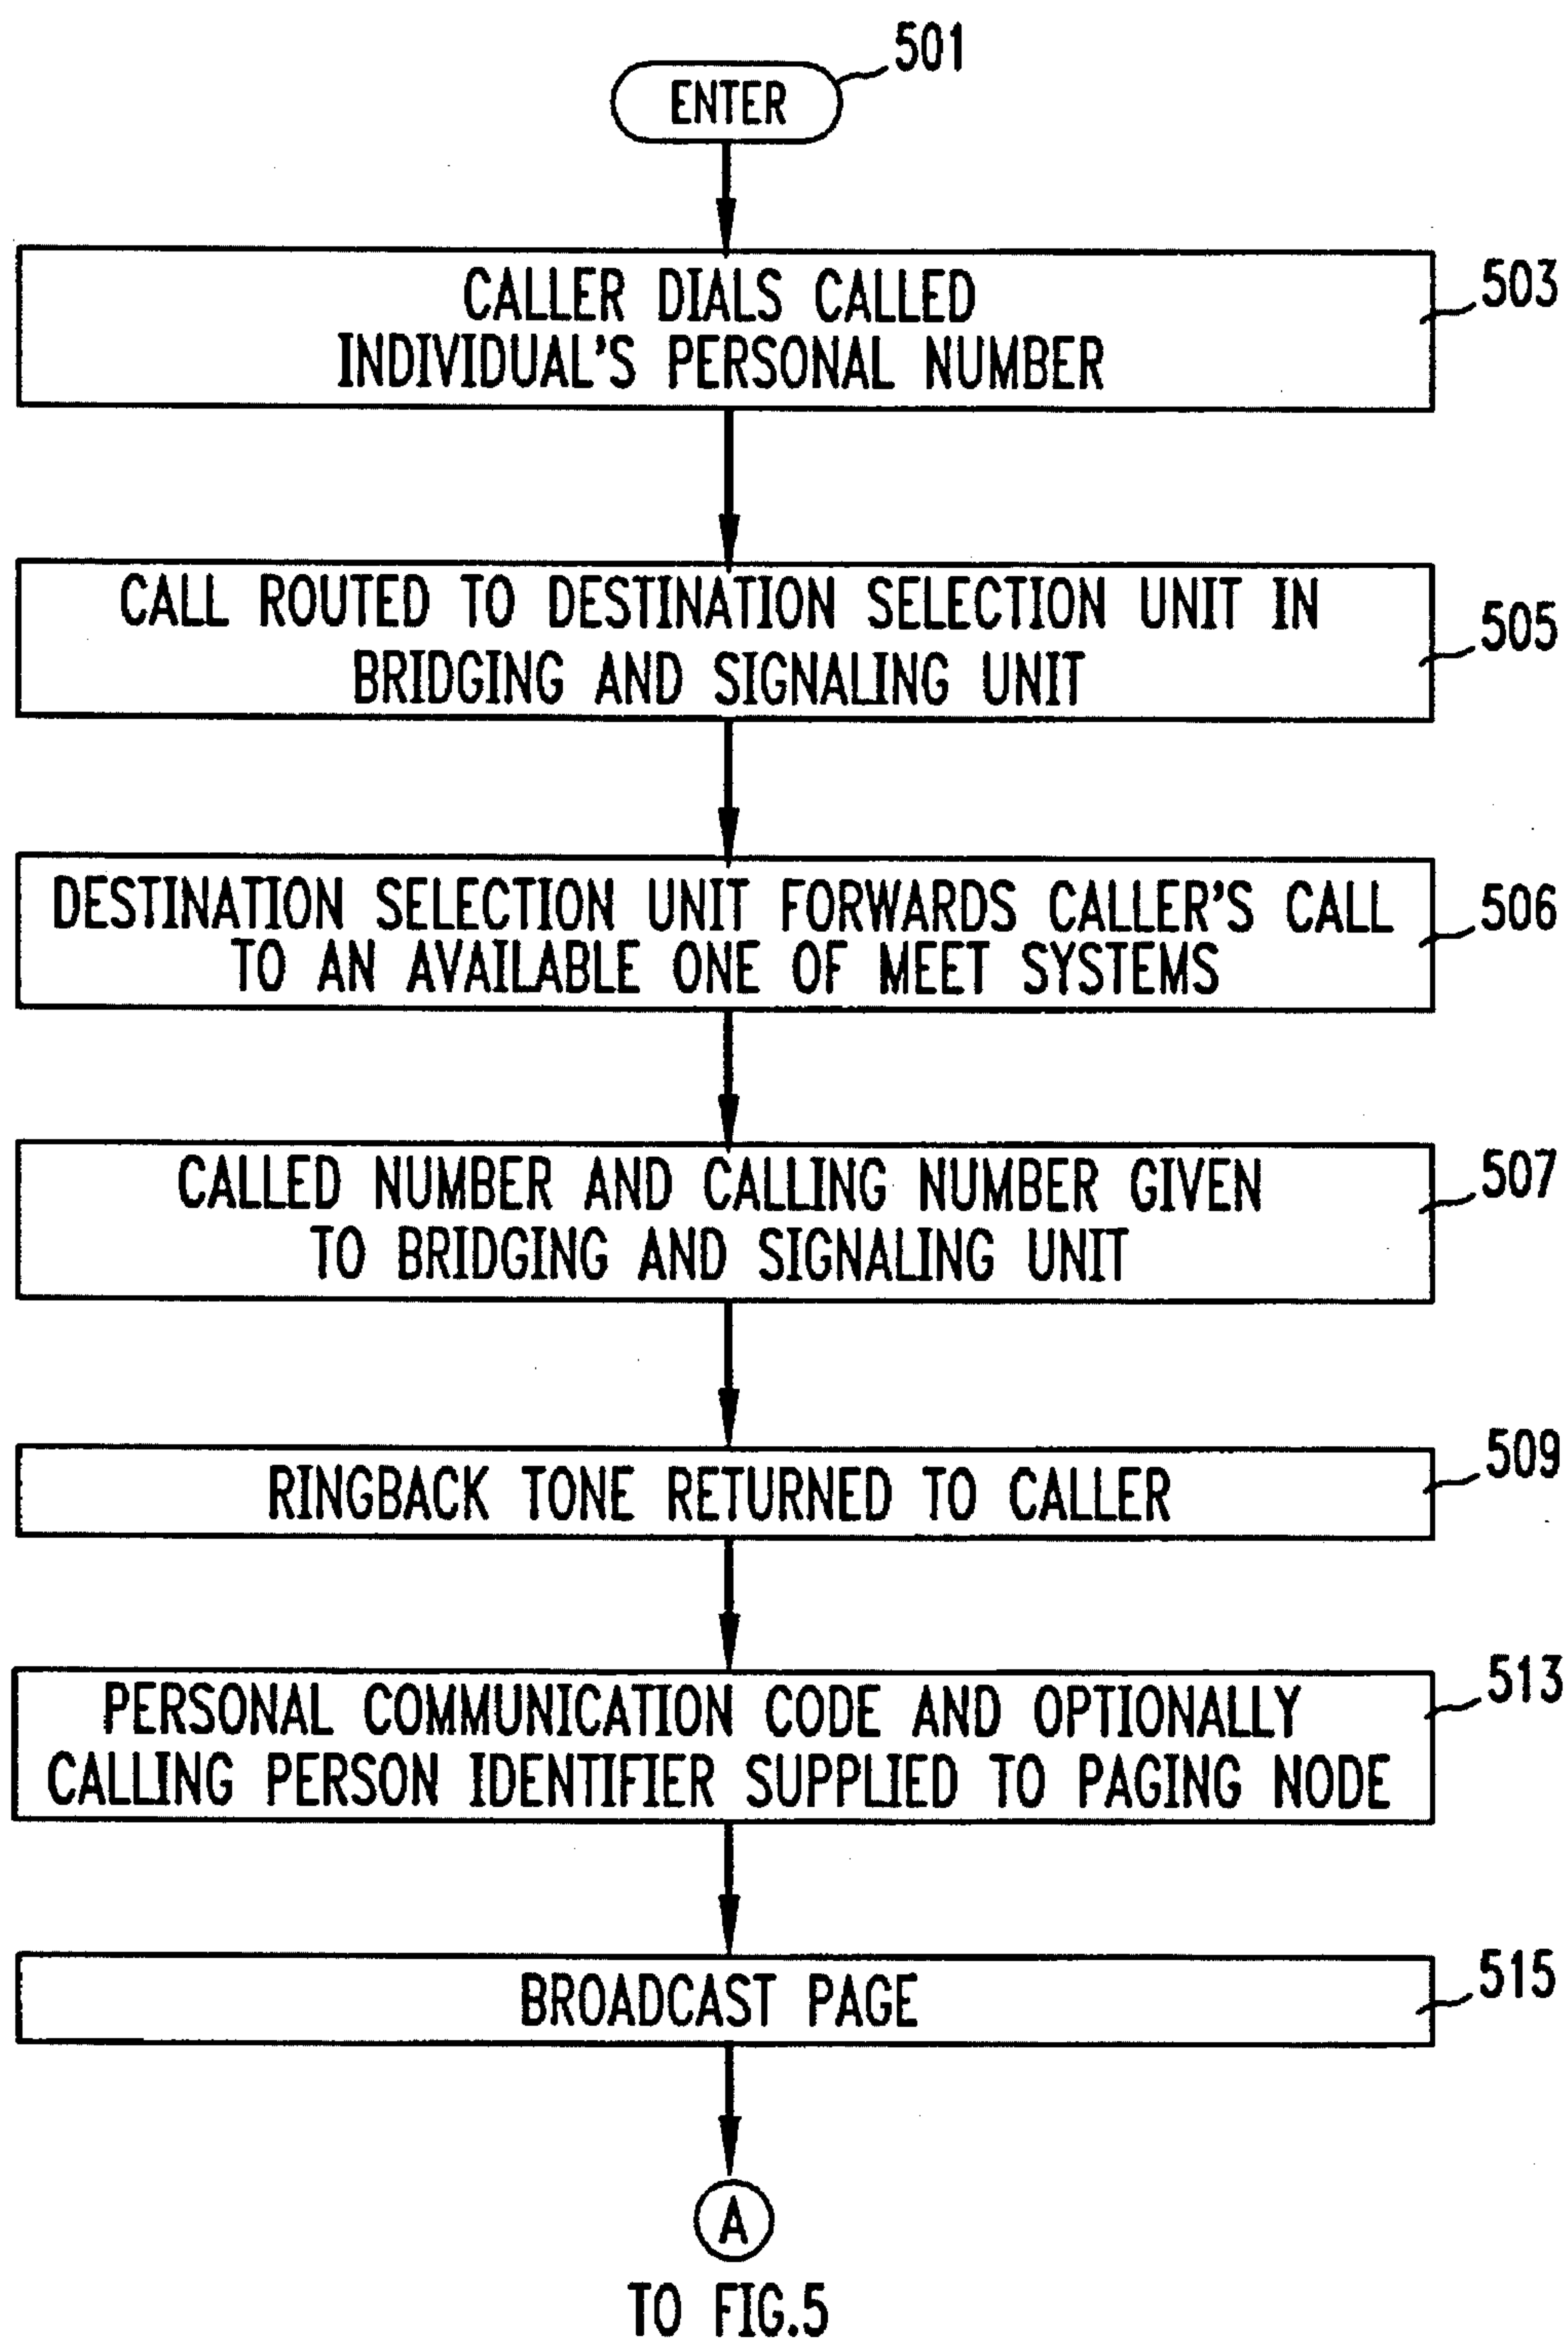 501
ENTER
CALLER DIALS CALLED
INDIVIDUAL'S PERSONAL NUMBER
503
CALL ROUTED TO DESTINATION SELECTION UNIT IN
BRIDGING AND SIGNALING UNIT
505
DESTINATION SELECTION UNIT FORWARDS CALLER'S CALL
TO AN AVAILABLE ONE OF MEET SYSTEMS
506
CALLED NUMBER AND CALLING NUMBER GIVEN
TO BRIDGING AND SIGNALING UNIT
507
RINGBACK TONE RETURNED TO CALLER
509
PERSONAL COMMUNICATION CODE AND OPTIONALLY
CALLING PERSON IDENTIFIER SUPPLIED TO PAGING NODE
513
BROADCAST PAGE
515
A
TO FIG.5